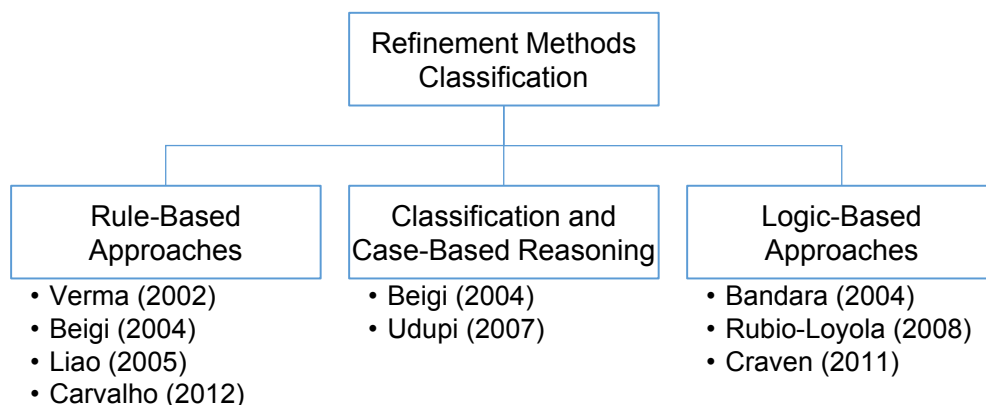 Refinement Methods
Classification
Rule-Based
Approaches
• Verma (2002)
• Beigi (2004)
• Liao (2005)
• Carvalho (2012)
Classification and
Case-Based Reasoning
• Beigi (2004)
• Udupi (2007)
Logic-Based
Approaches
• Bandara (2004)
• Rubio-Loyola (2008)
• Craven (2011)